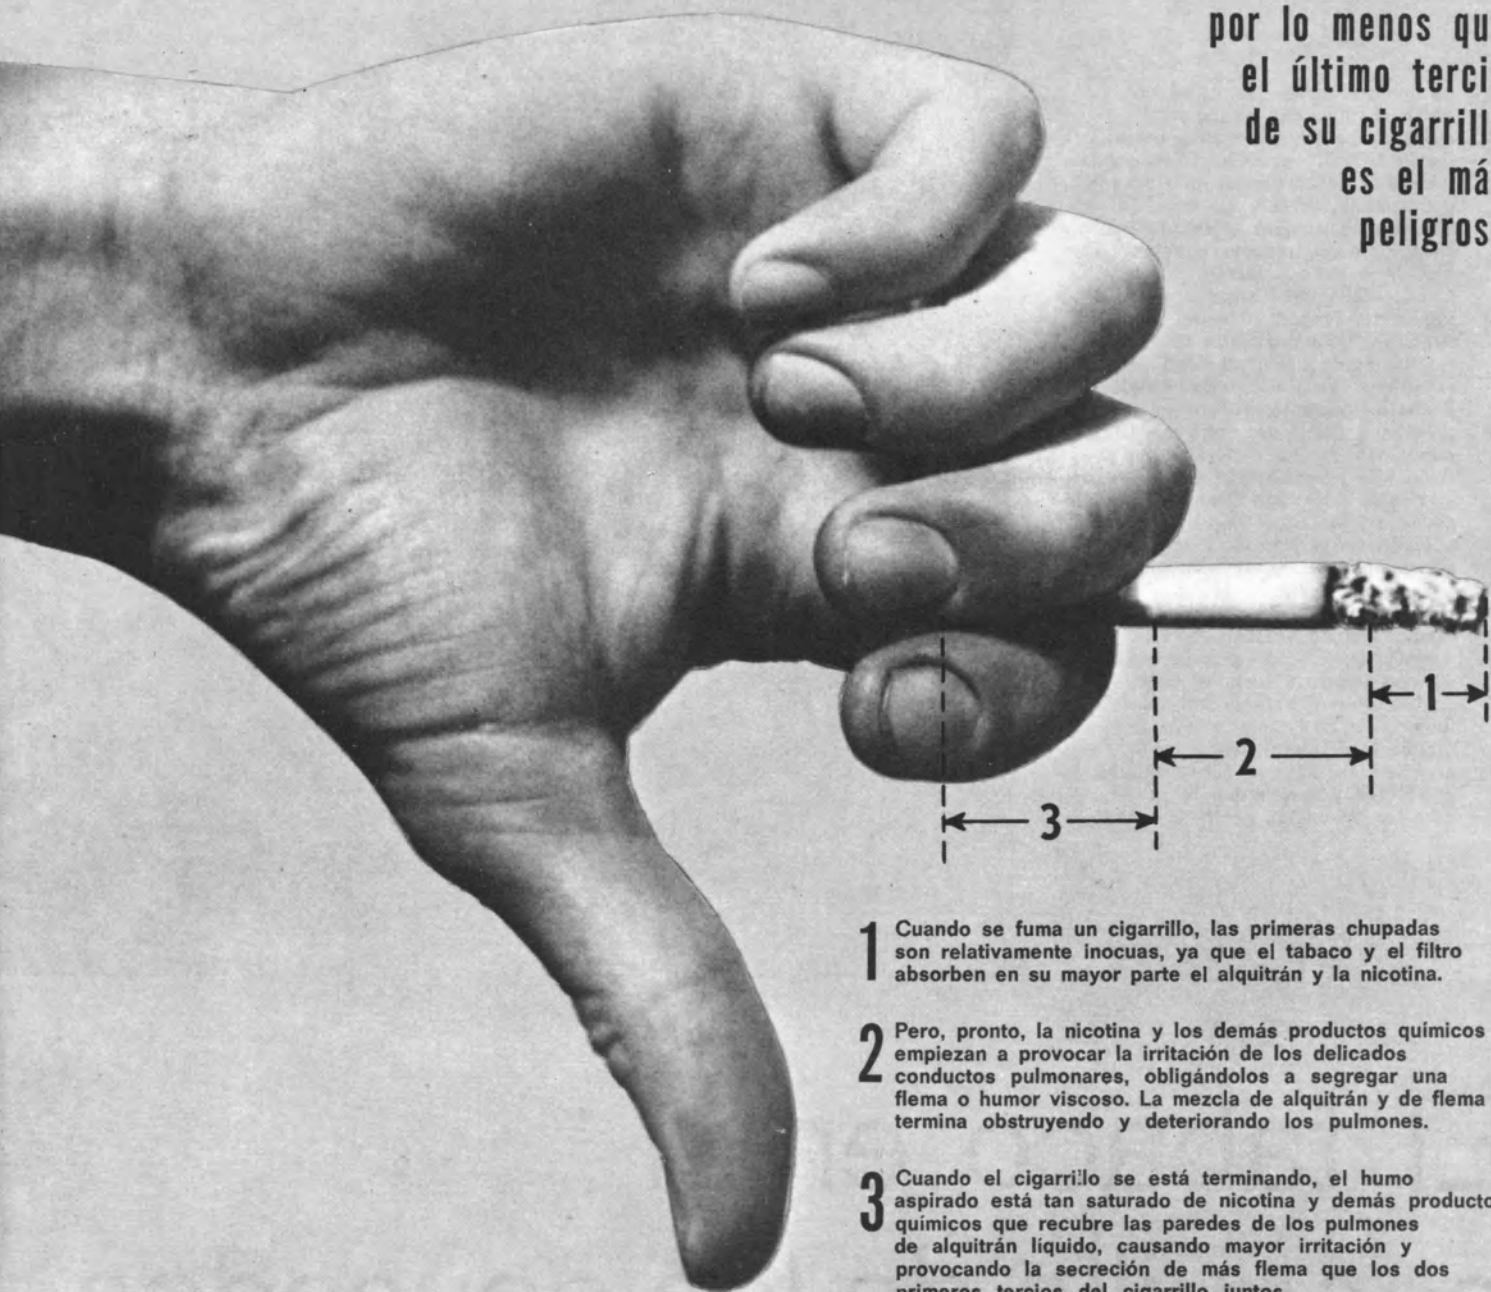 por lo menos qu
el último terci
de su cigarrill
es el má
peligros
1
2
3
1 Cuando se fuma un cigarrillo, las primeras chupadas
son relativamente inocuas, ya que el tabaco y el filtro
absorben en su mayor parte el alquitrán y la nicotina.
2 Pero, pronto, la nicotina y los demás productos químicos
empiezan a provocar la irritación de los delicados
conductos pulmonares, obligándolos a segregar una
flema o humor viscoso. La mezcla de alquitrán y de flema
termina obstruyendo y deteriorando los pulmones.
3 Cuando el cigarrillo se está terminando, el humo
aspirado está tan saturado de nicotina y demás producto
químicos que recubre las paredes de los pulmones
de alquitrán líquido, causando mayor irritación y
provocando la secreción de más flema que los dos
primeros tercios del cigarrillo juntos